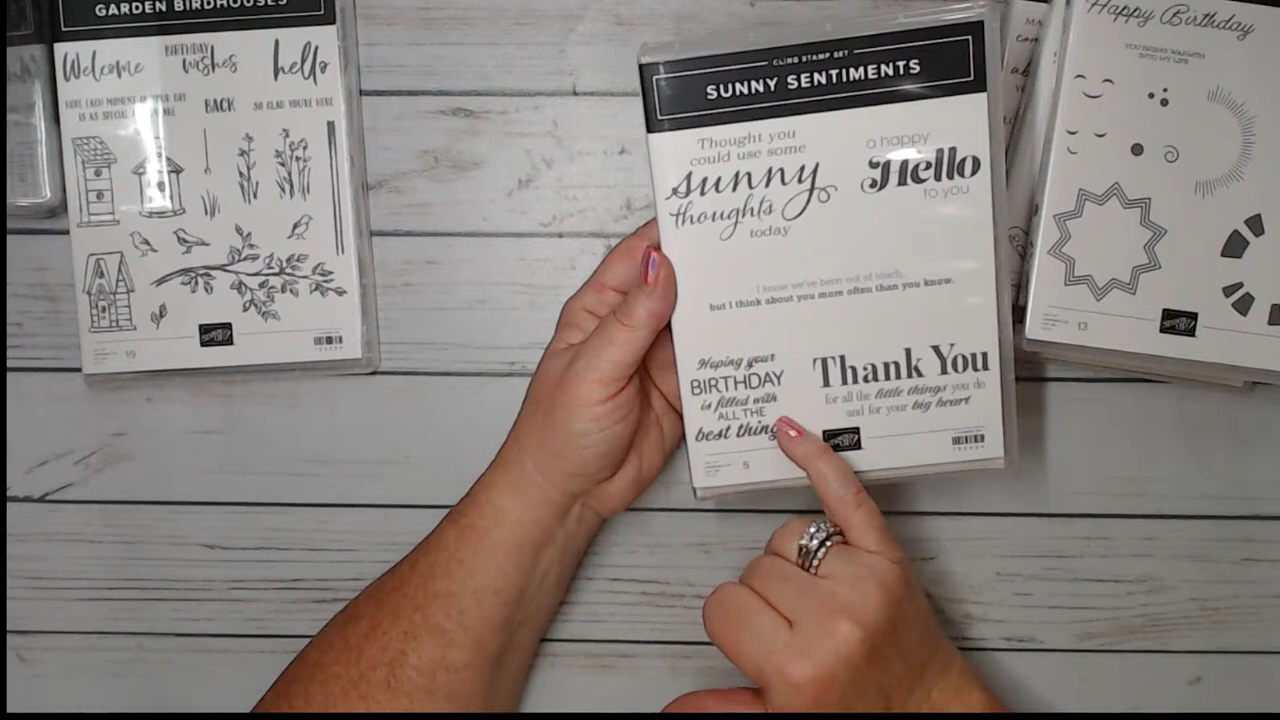 GARDEN BIRDHOUSES
Welcome
BIRTHDAY
wishes
hello
BACK
SO GLAD YOU'RE HERE
19
CLING STAMP SET
SUNNY SENTIMENTS
Thought you
could use some
sunny
thoughts
today
a happy
Hello
to you
I know we've been out of touch,
but I think about you more often than you know.
Hoping your
BIRTHDAY
is filled with
ALL THE
best
Thank You
for all the little things you do
and for your big heart
5
Happy Birthday
YOU BRING WARMTH
INTO MY LIFE
13